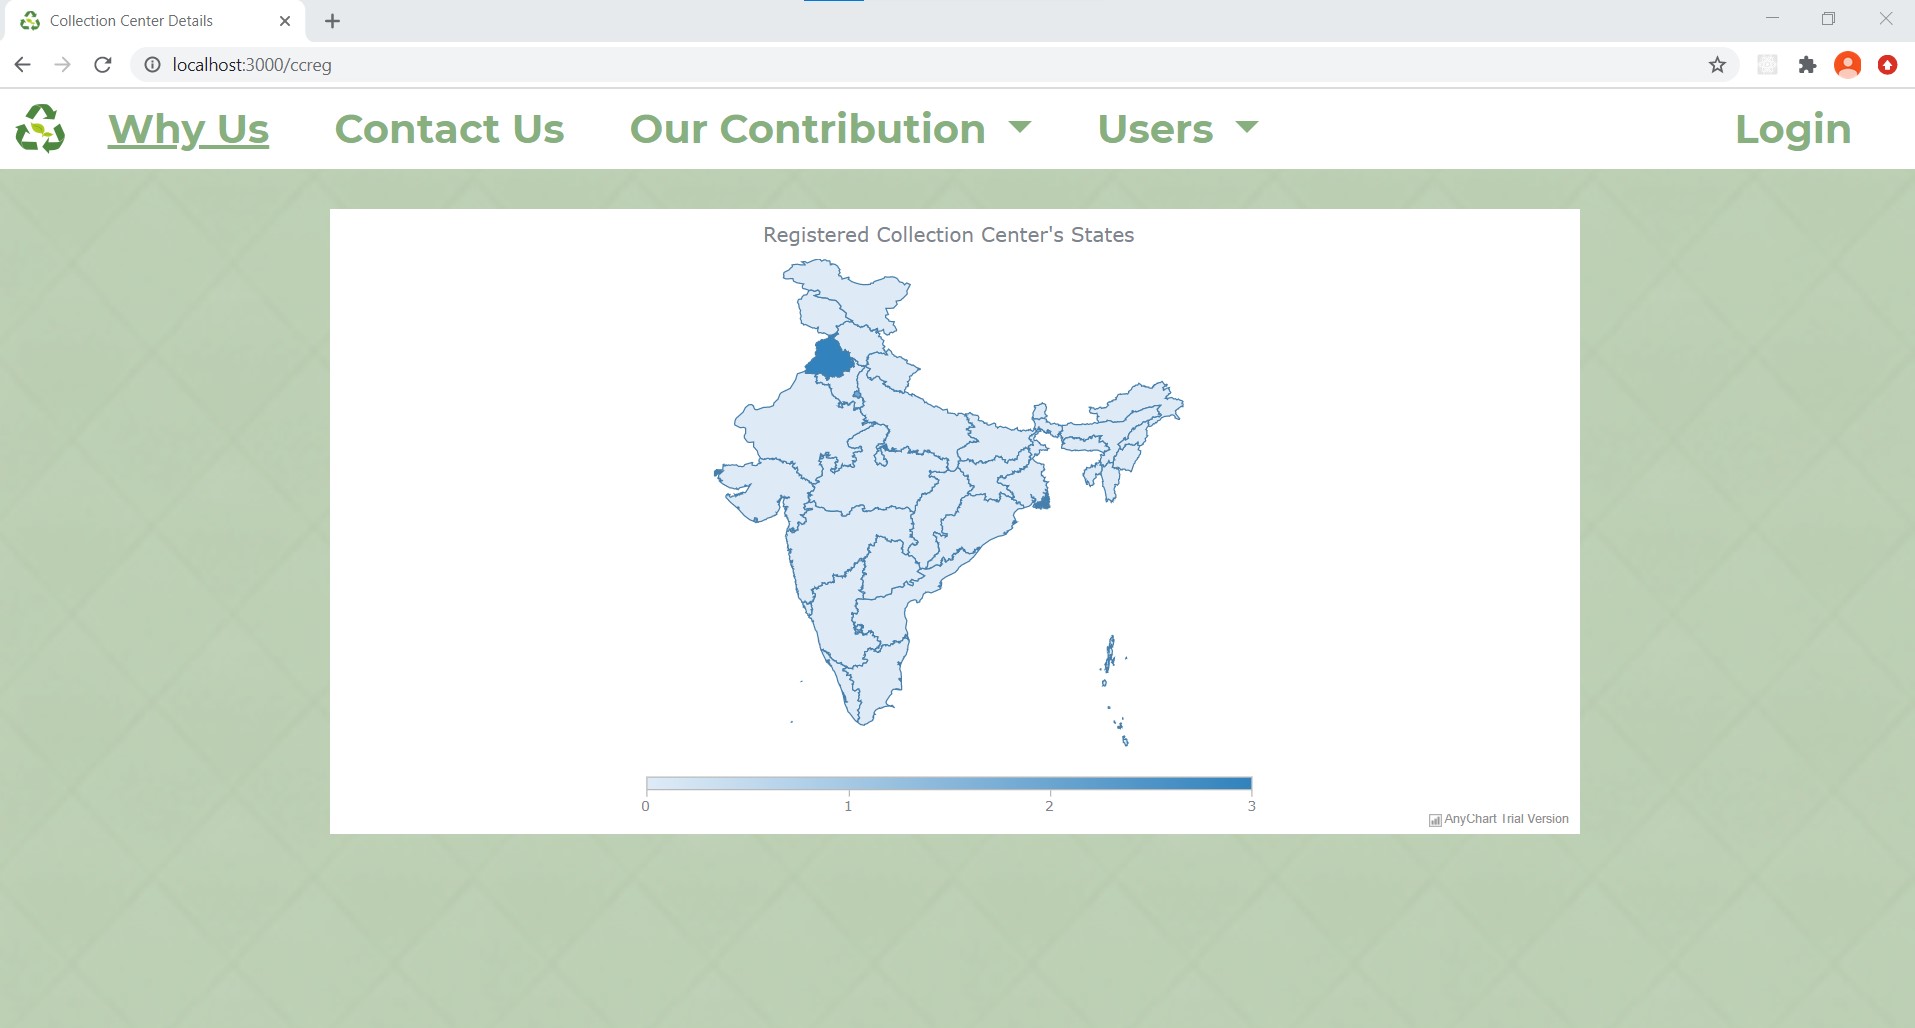 Collection Center Details
localhost:3000/ccreg
Why Us Contact Us Our Contribution Users Login
Registered Collection Center's States
0 1 2 3
AnyChart Trial Version